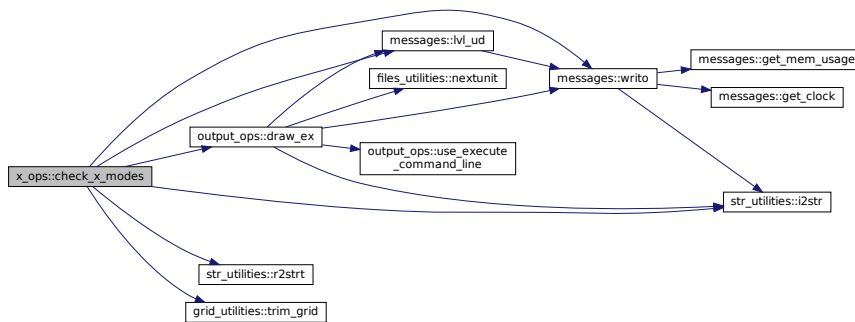 messages::lvl_ud
messages::get_mem_usage
files_utilities::nextunit
messages::writo
messages::get_clock
output_ops::draw_ex
output_ops::use_execute
_command_line
x_ops::check_x_modes
str_utilities::i2str
str_utilities::r2strt
grid_utilities::trim_grid